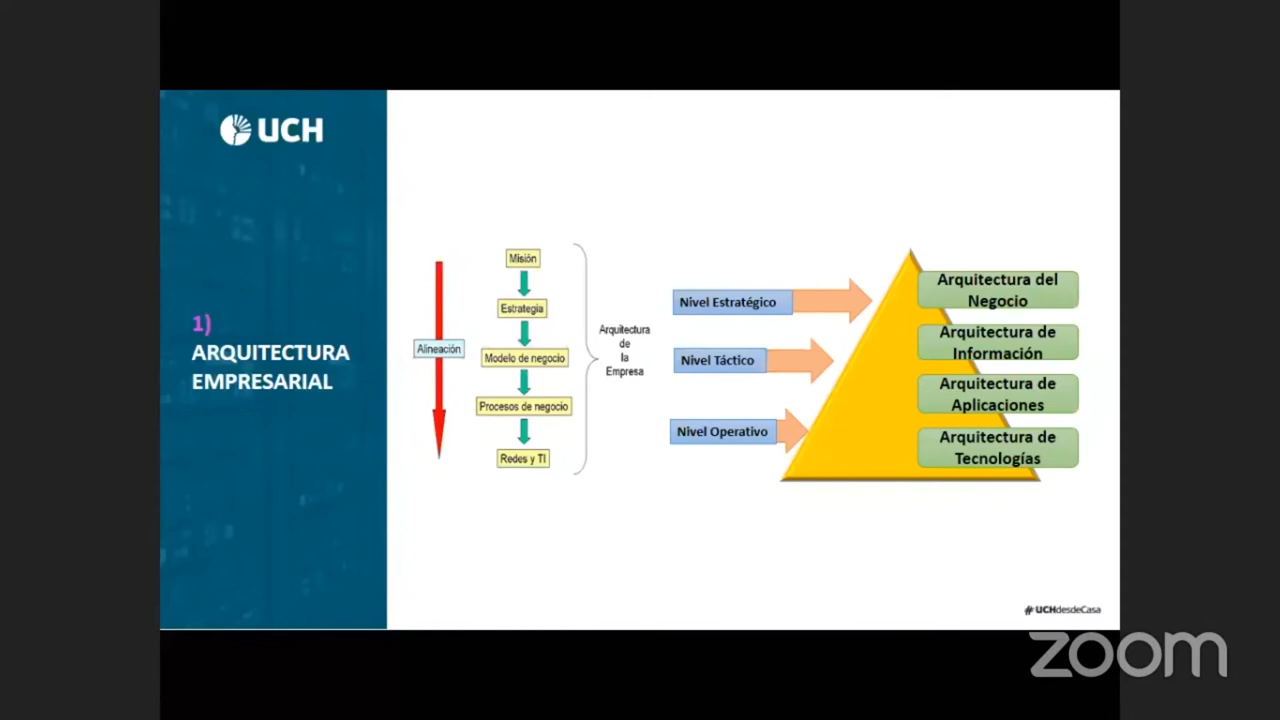 UCH
1)
ARQUITECTURA
EMPRESARIAL
Alineación
Misión
Estrategia
Modelo de negocio
Procesos de negocio
Redes y TI
Arquitectura
de
la
Empresa
Nivel Estratégico
Nivel Táctico
Nivel Operativo
Arquitectura del
Negocio
Arquitectura de
Información
Arquitectura de
Aplicaciones
Arquitectura de
Tecnologías
#UCHdesdeCasa
zoom